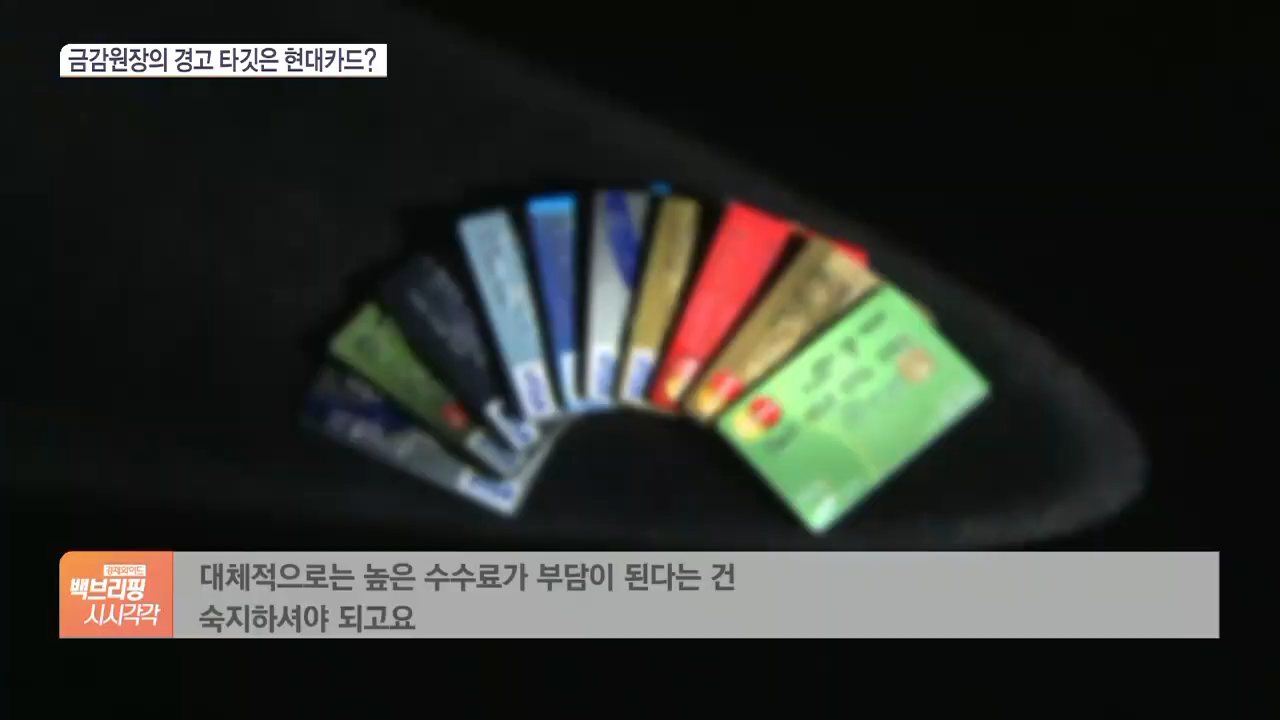 금감원장의 경고 타깃은 현대카드?
경제와이드
백브리핑
시시각각
대체적으로는 높은 수수료가 부담이 된다는 건
숙지하셔야 되고요